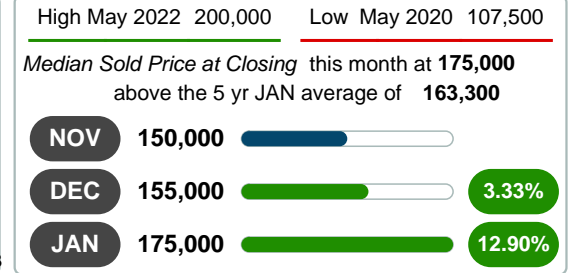 High May 2022 200,000 Low May 2020 107,500
Median Sold Price at Closing this month at 175,000
above the 5 yr JAN average of 163,300
NOV 150,000
DEC 155,000 3.33%
JAN 175,000 12.90%